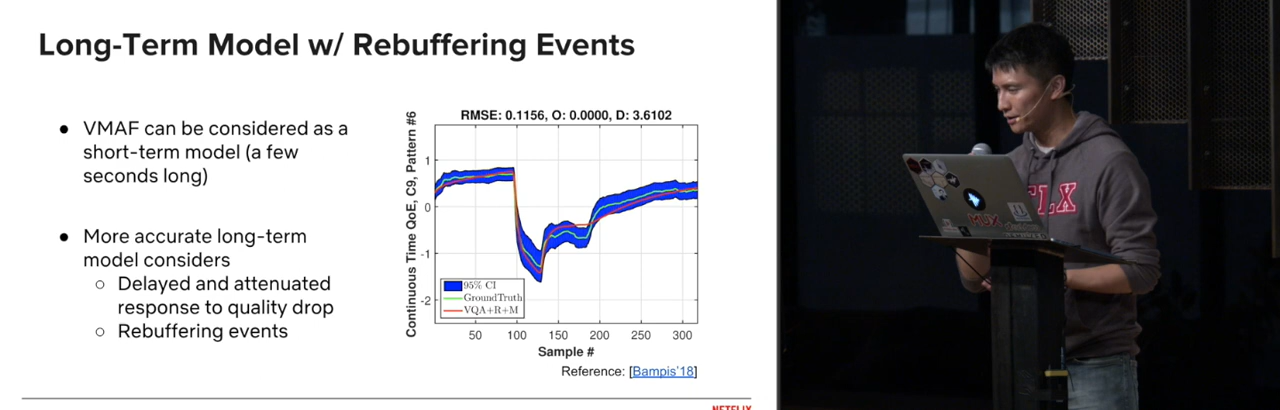 Long-Term Model w/ Rebuffering Events
● VMAF can be considered as a
short-term model (a few
seconds long)
● More accurate long-term
model considers
○ Delayed and attenuated
response to quality drop
○ Rebuffering events
RMSE: 0.1156, O: 0.0000, D: 3.6102
Continuous Time QoE, C9, Pattern #6
1
0
-1
-2
95% CI
GroundTruth
VQA+R+M
50 100 150 200 250 300
Sample #
Reference: [Bampis'18]
NETFLIX
MUX
FLX